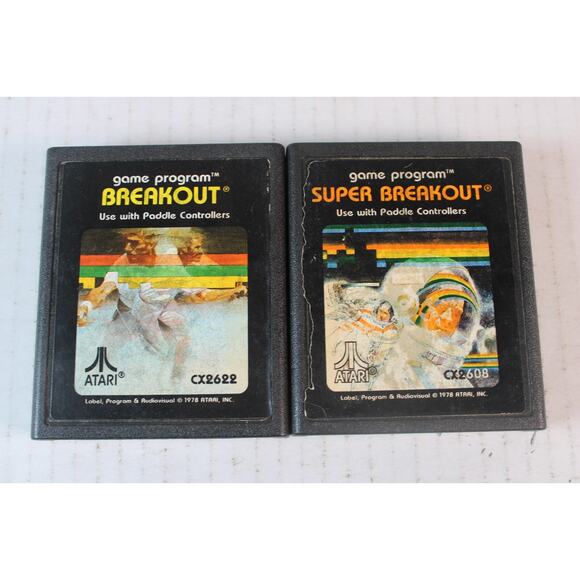 game program™
BREAKOUT®
Use with Paddle Controllers
ATARI®
CX2622
Label, Program & Audiovisual © 1978 ATARI, INC.
game program™
SUPER BREAKOUT®
Use with Paddle Controllers
ATARI®
CX2608
Label, Program & Audiovisual © 1978 ATARI, INC.